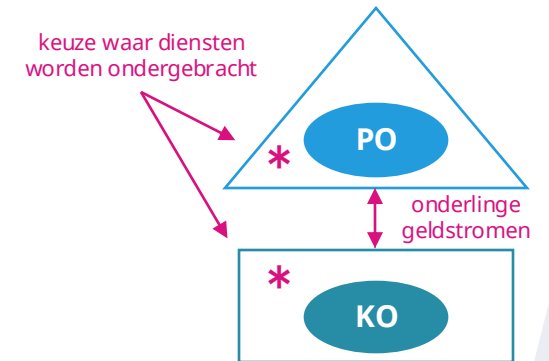 keuze waar diensten
worden ondergebracht
PO
*
onderlinge
geldstromen
*
KO